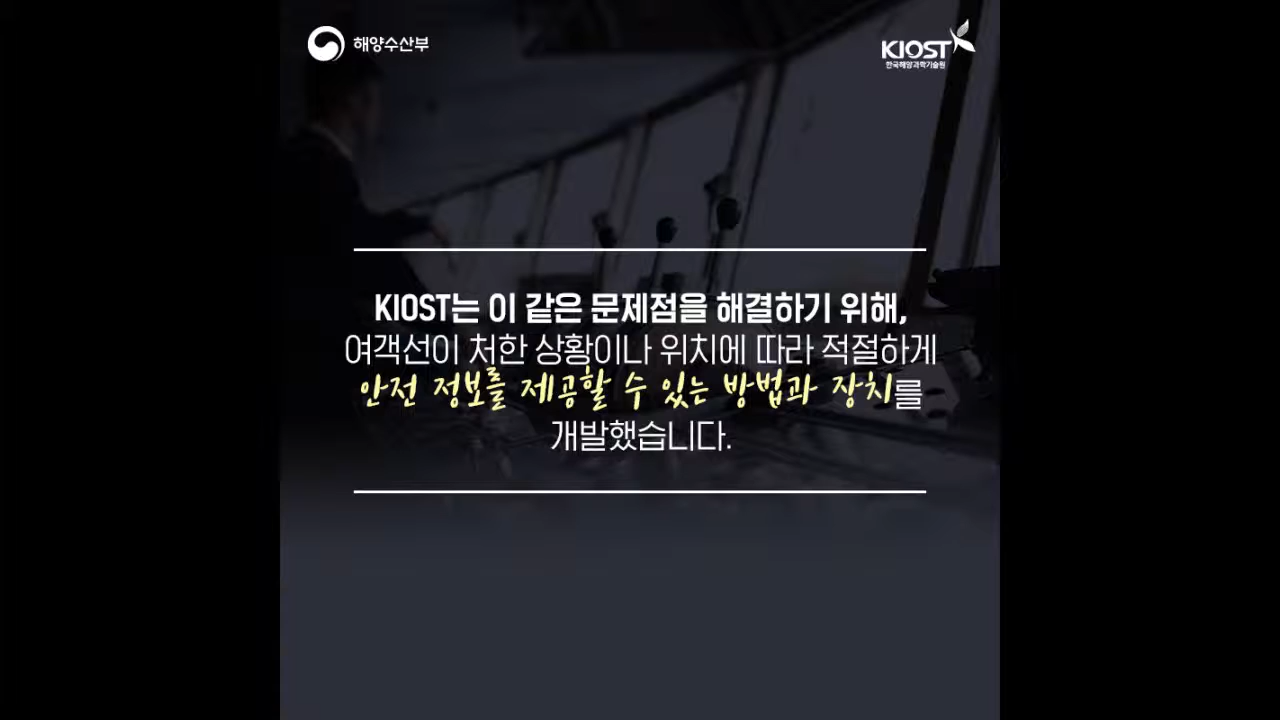 해양수산부
KIOST
한국해양과학기술원
KIOST는 이 같은 문제점을 해결하기 위해,
여객선이 처한 상황이나 위치에 따라 적절하게
안전 정보를 제공할 수 있는 방법과 장치를
개발했습니다.